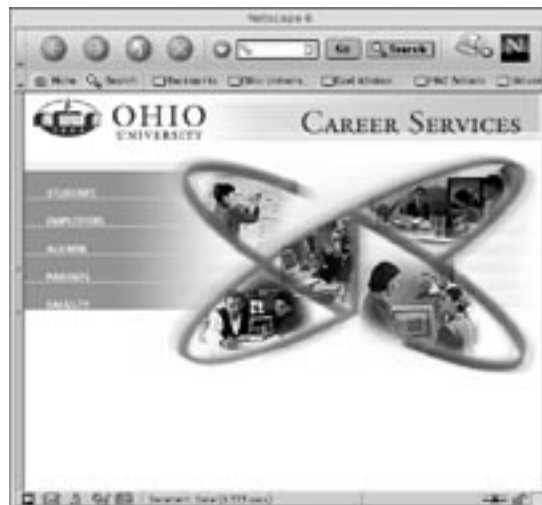 Netscape 6
Go Search
Home Search Bookmarks
OHIO
UNIVERSITY
CAREER SERVICES
STUDENTS
EMPLOYERS
ALUMNI
PARENTS
FACULTY